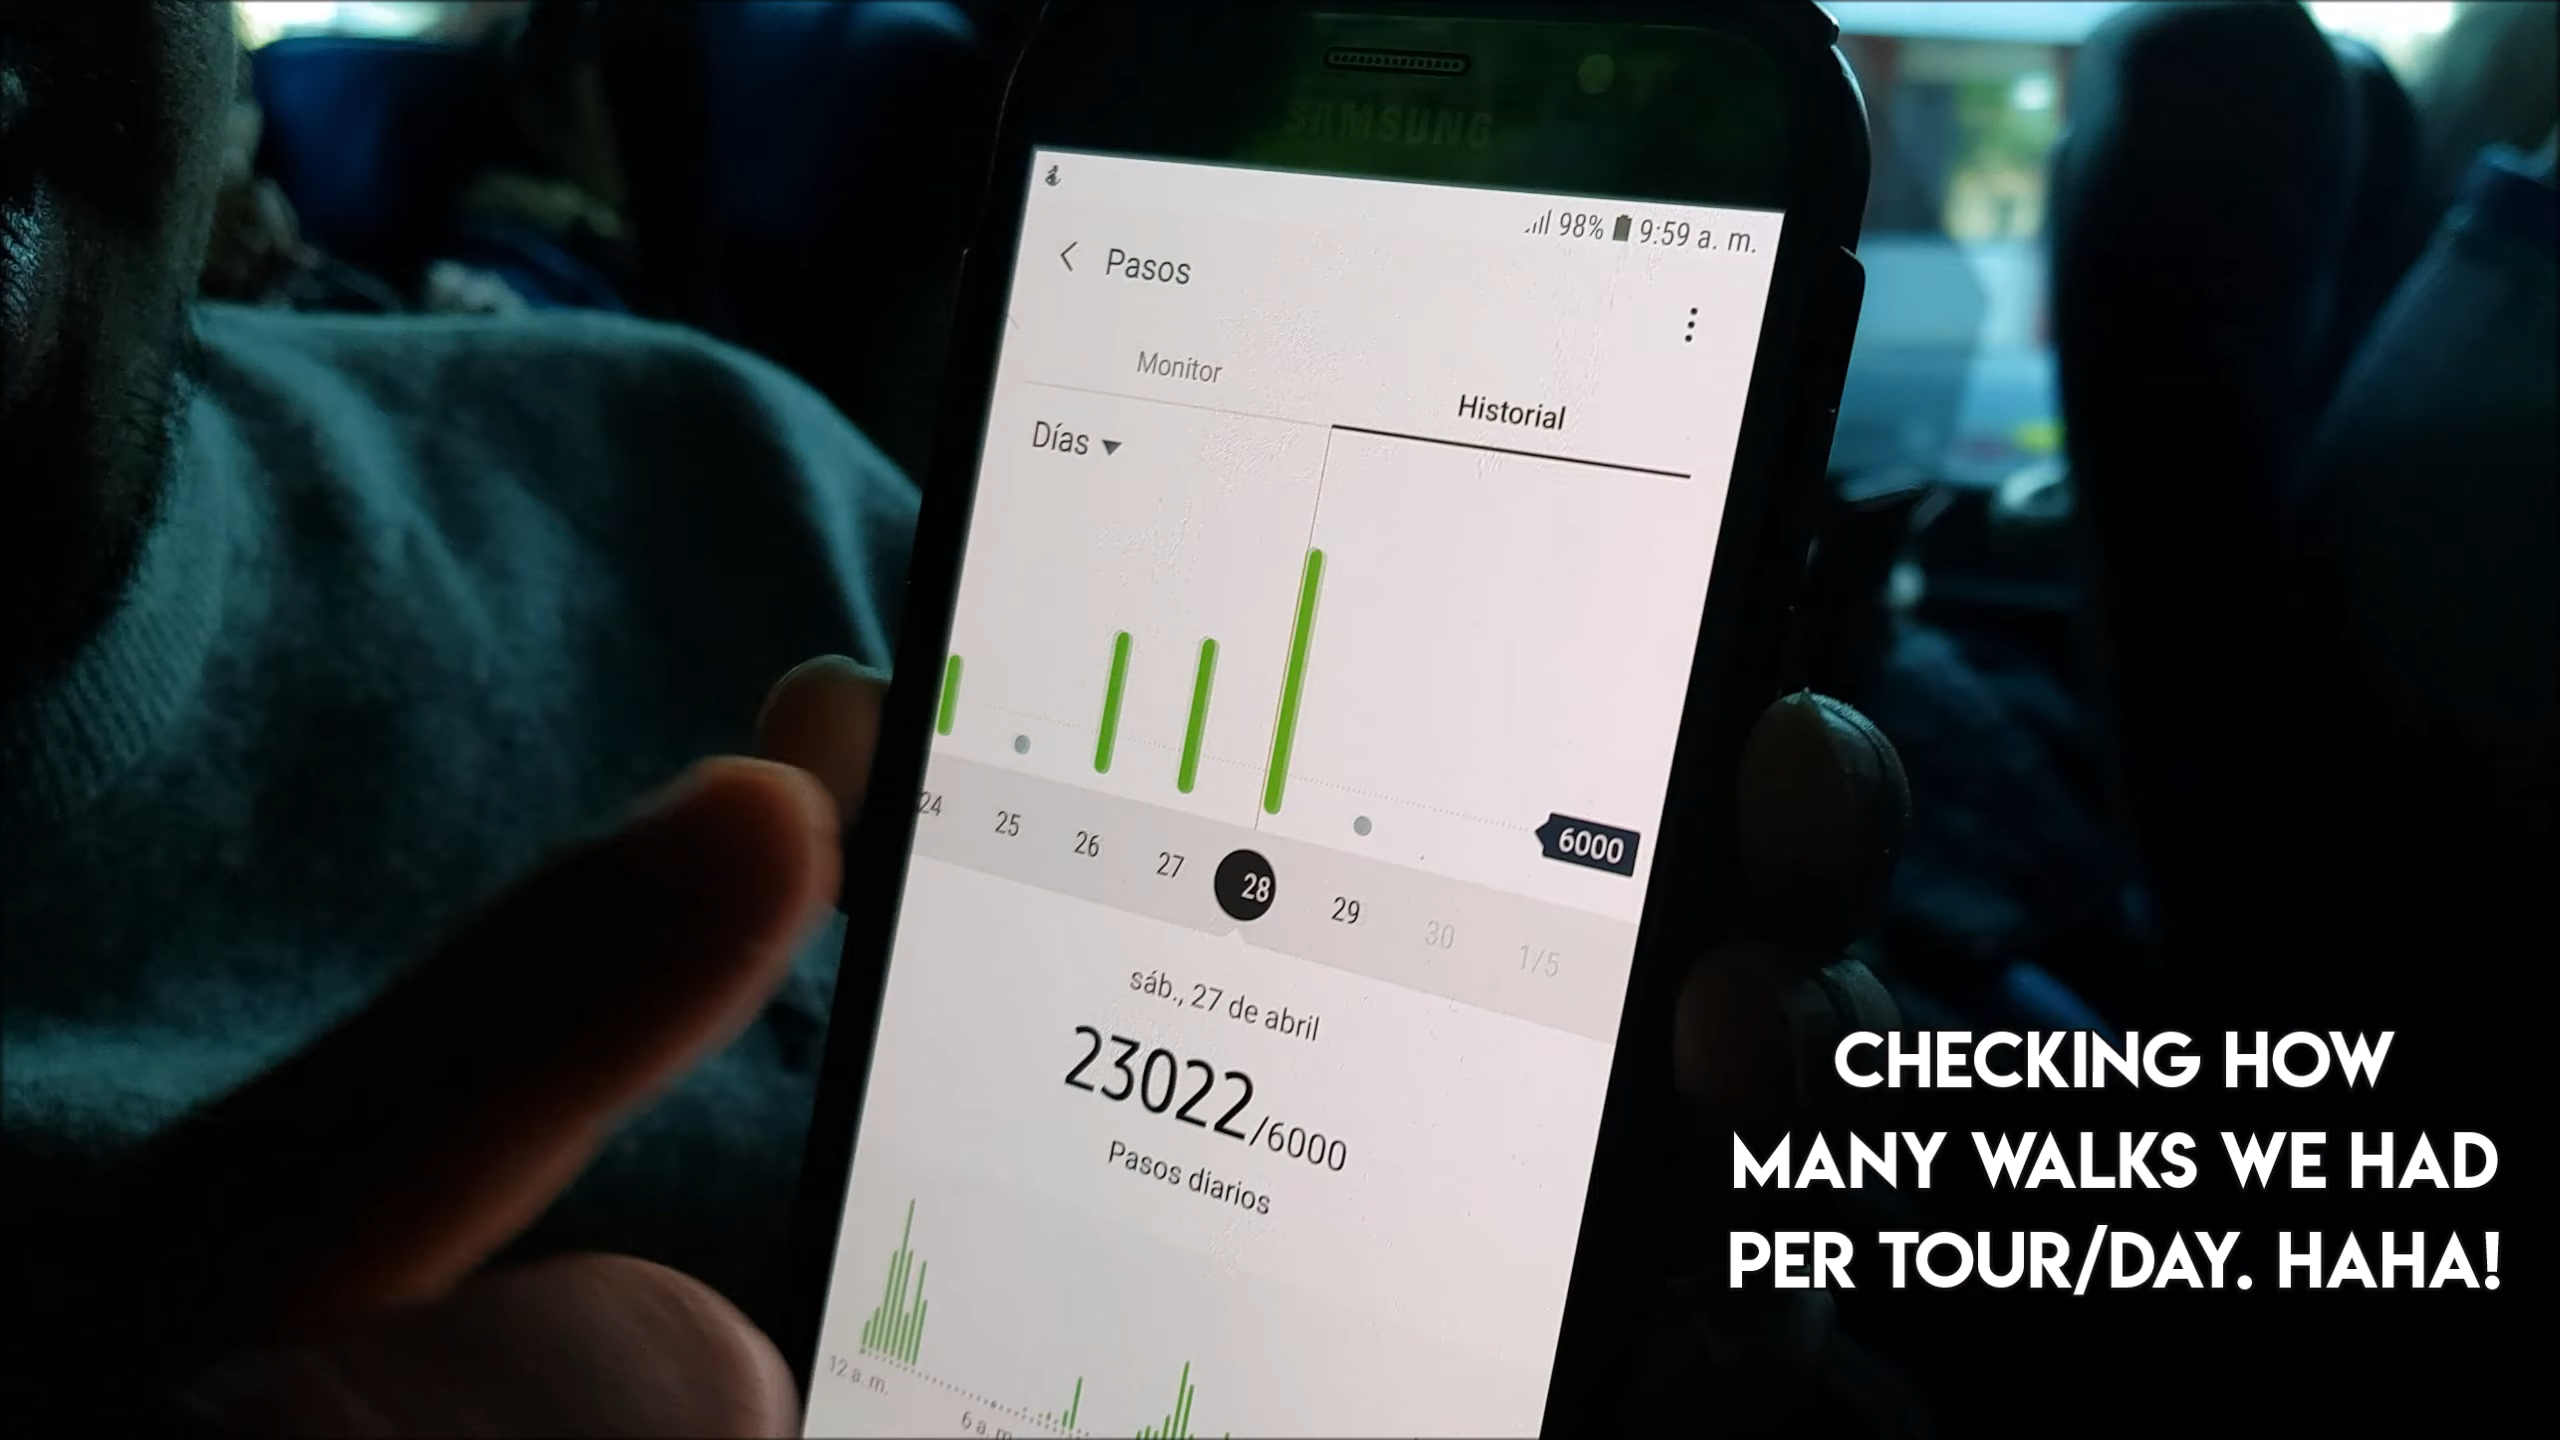 SAMSUNG
98% 9:59 a. m.
Pasos
Monitor
Historial
Días
6000
24 25 26 27 28 29 30 1/5
sáb., 27 de abril
23022/6000
Pasos diarios
12 a. m.
6 a. m.
CHECKING HOW
MANY WALKS WE HAD
PER TOUR/DAY. HAHA!